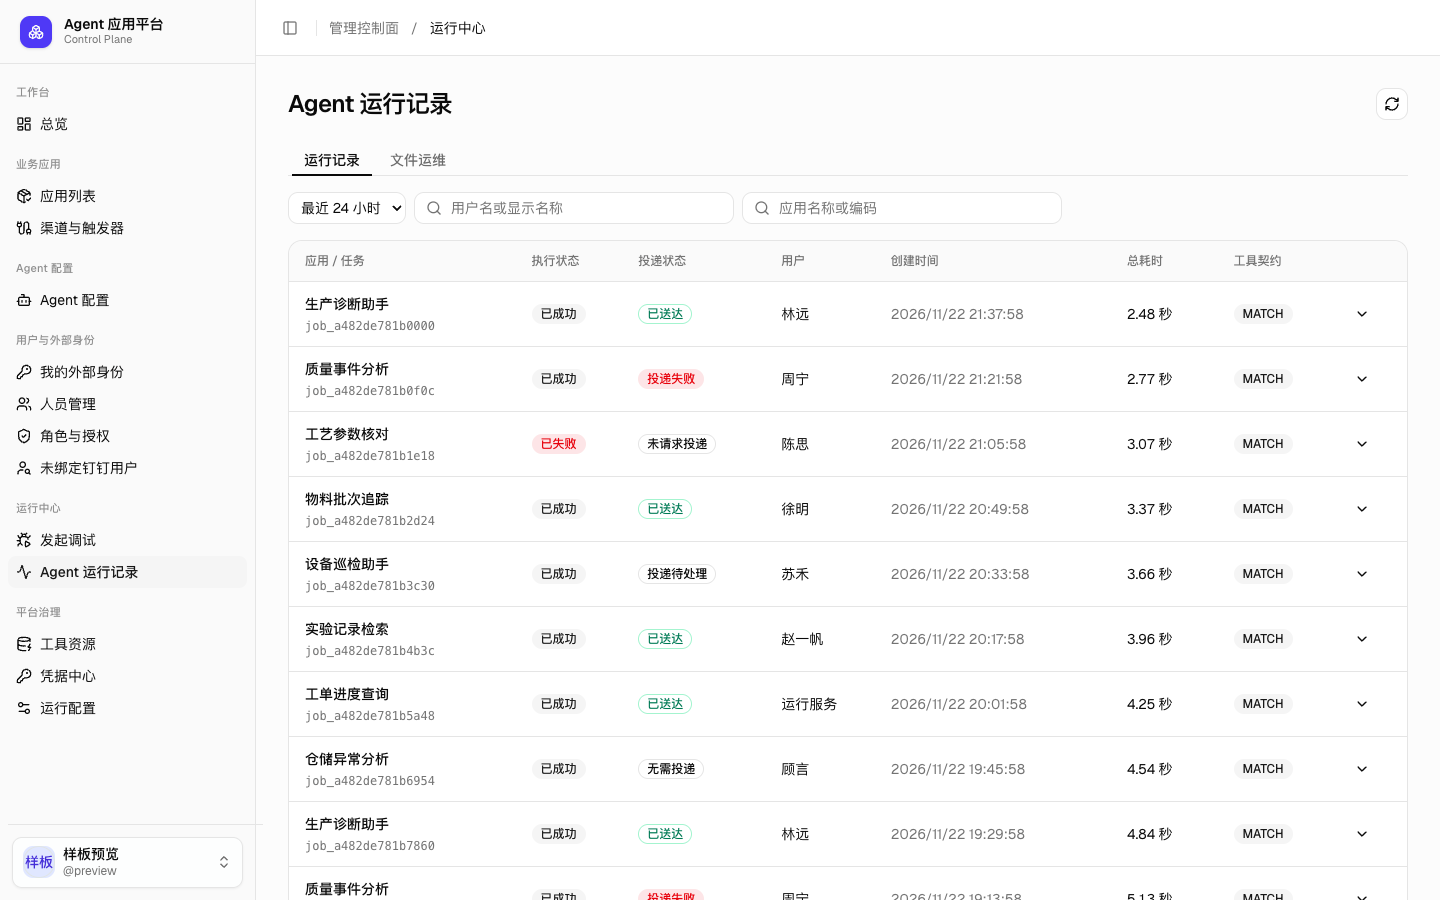 Agent 应用平台
Control Plane
工作台
总览
业务应用
应用列表
渠道与触发器
Agent 配置
Agent 配置
用户与外部身份
我的外部身份
人员管理
角色与授权
未绑定钉钉用户
运行中心
发起调试
Agent 运行记录
平台治理
工具资源
凭据中心
运行配置
样板
样板预览
@preview
管理控制面 / 运行中心
Agent 运行记录
运行记录 文件运维
最近 24 小时 用户名或显示名称 应用名称或编码
应用 / 任务 执行状态 投递状态 用户 创建时间 总耗时 工具契约
生产诊断助手
job_a482de781b0000 已成功 已送达 林远 2026/11/22 21:37:58 2.48 秒 MATCH
质量事件分析
job_a482de781b0f0c 已成功 投递失败 周宁 2026/11/22 21:21:58 2.77 秒 MATCH
工艺参数核对
job_a482de781b1e18 已失败 未请求投递 陈思 2026/11/22 21:05:58 3.07 秒 MATCH
物料批次追踪
job_a482de781b2d24 已成功 已送达 徐明 2026/11/22 20:49:58 3.37 秒 MATCH
设备巡检助手
job_a482de781b3c30 已成功 投递待处理 苏禾 2026/11/22 20:33:58 3.66 秒 MATCH
实验记录检索
job_a482de781b4b3c 已成功 已送达 赵一帆 2026/11/22 20:17:58 3.96 秒 MATCH
工单进度查询
job_a482de781b5a48 已成功 已送达 运行服务 2026/11/22 20:01:58 4.25 秒 MATCH
仓储异常分析
job_a482de781b6954 已成功 无需投递 顾言 2026/11/22 19:45:58 4.54 秒 MATCH
生产诊断助手
job_a482de781b7860 已成功 已送达 林远 2026/11/22 19:29:58 4.84 秒 MATCH
质量事件分析
已成功 投递失败 周宁 2026/11/22 19:13:58 5.13 秒 MATCH